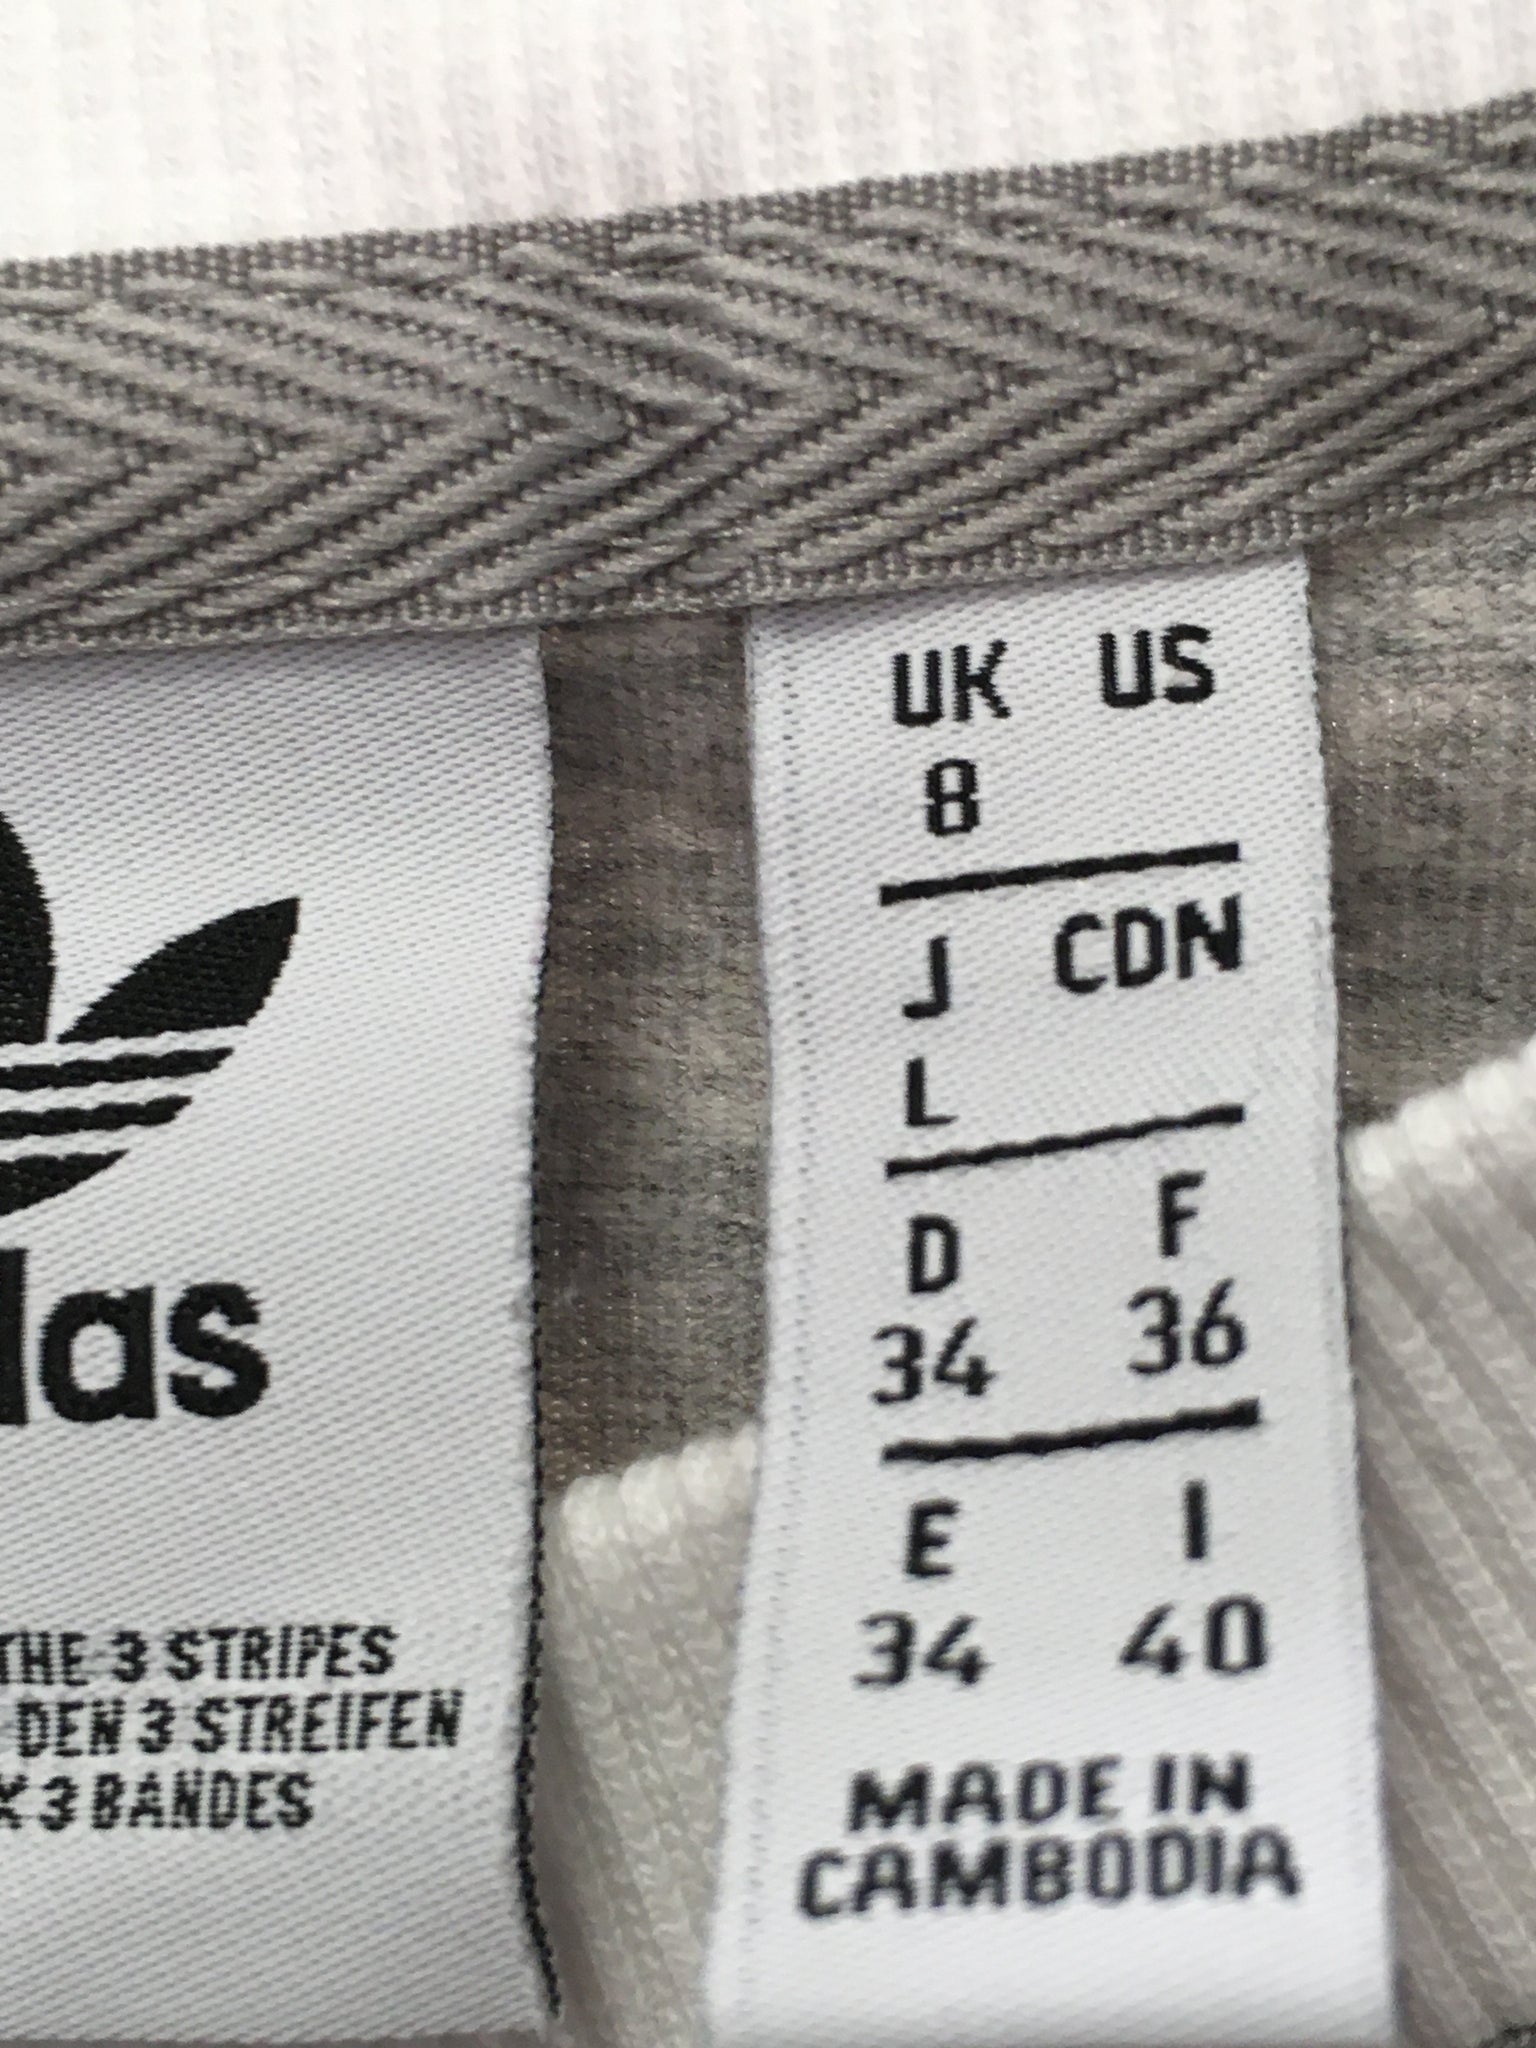 das
THE 3 STRIPES
DEN 3 STREIFEN
X 3 BANDES
UK US
8
J CDN
L
D F
34 36
E I
34 40
MADE IN
CAMBODIA